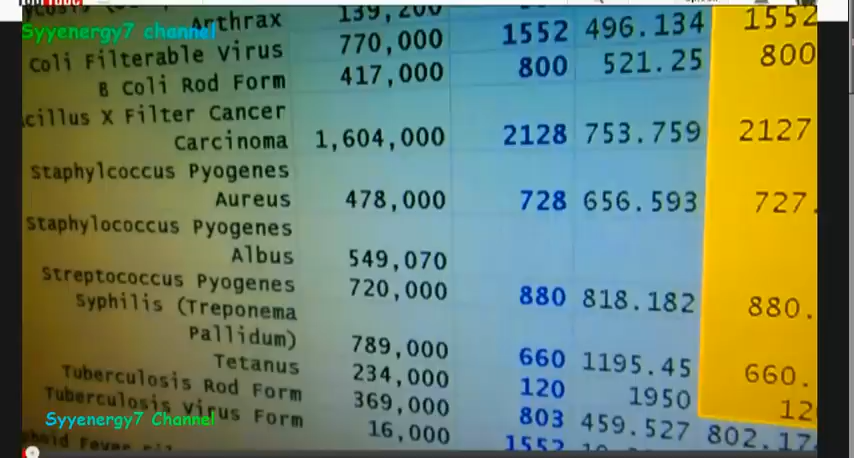 Arthrax 139,200
Syyenergy7 channel 1552 496.134 1552
Coli Filterable Virus 770,000 800 521.25 800
B Coli Rod Form 417,000
cillus X Filter Cancer
Carcinoma 1,604,000 2128 753.759 2127
Staphylcoccus Pyogenes
Aureus 478,000 728 656.593 727.
Staphylococcus Pyogenes
Albus 549,070
Streptococcus Pyogenes 720,000 880 818.182 880.
Syphilis (Treponema
Pallidum) 789,000 660 1195.45 660.
Tetanus 234,000 120 1950 12
Tuberculosis Rod Form 369,000 803 459.527 802.17
Tuberculosis Virus Form 16,000 1552
Syyenergy7 Channel